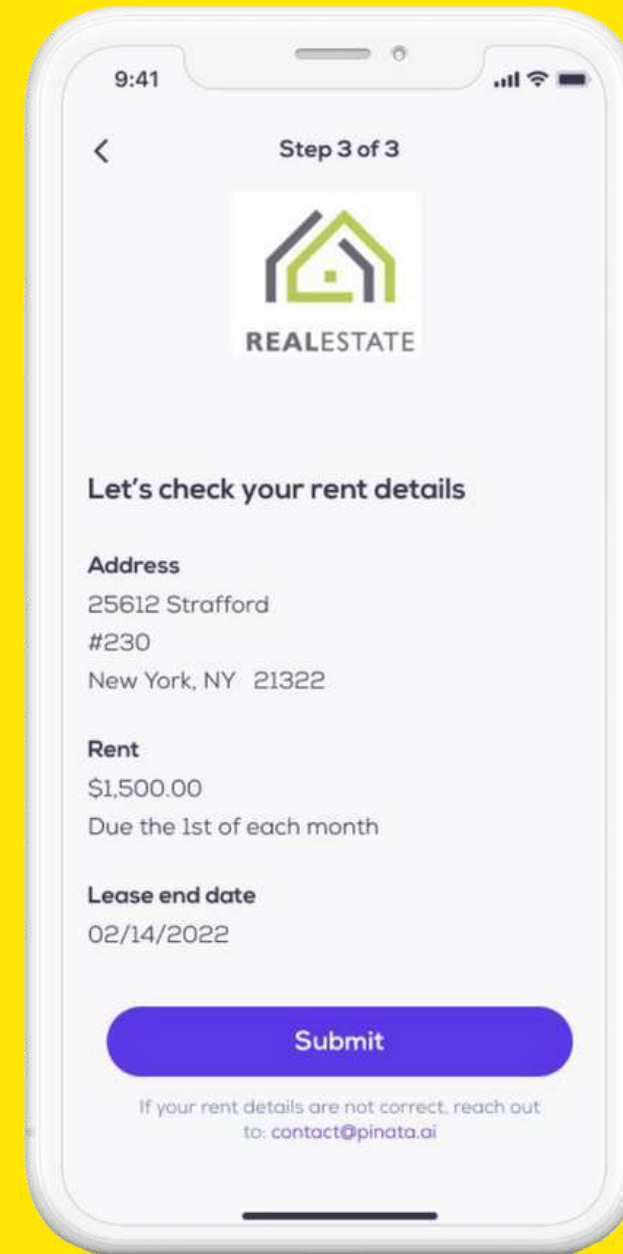 9:41
Step 3 of 3
REALESTATE
Let's check your rent details
Address
25612 Strafford
#230
New York, NY 21322
Rent
$1,500.00
Due the 1st of each month
Lease end date
02/14/2022
Submit
If your rent details are not correct, reach out
to: contact@pinata.ai